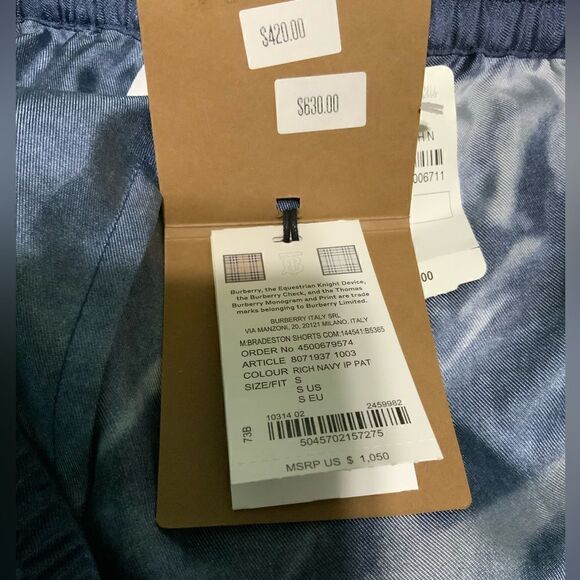 $420.00
$630.00
HN
006711
00
Burberry, the Equestrian Knight Device,
the Burberry Check, and the Thomas
Burberry Monogram and Print are trade
marks belonging to Burberry Limited.
BURBERRY ITALY SRL
VIA MANZONI, 20, 20121 MILANO, ITALY
M:BRADESTON SHORTS COM:144541:B5365
ORDER No 4500679574
ARTICLE 8071937 1003
COLOUR RICH NAVY IP PAT
SIZE/FIT S
S US
S EU
10314 02 2459982
73B
5045702157275
MSRP US $ 1,050